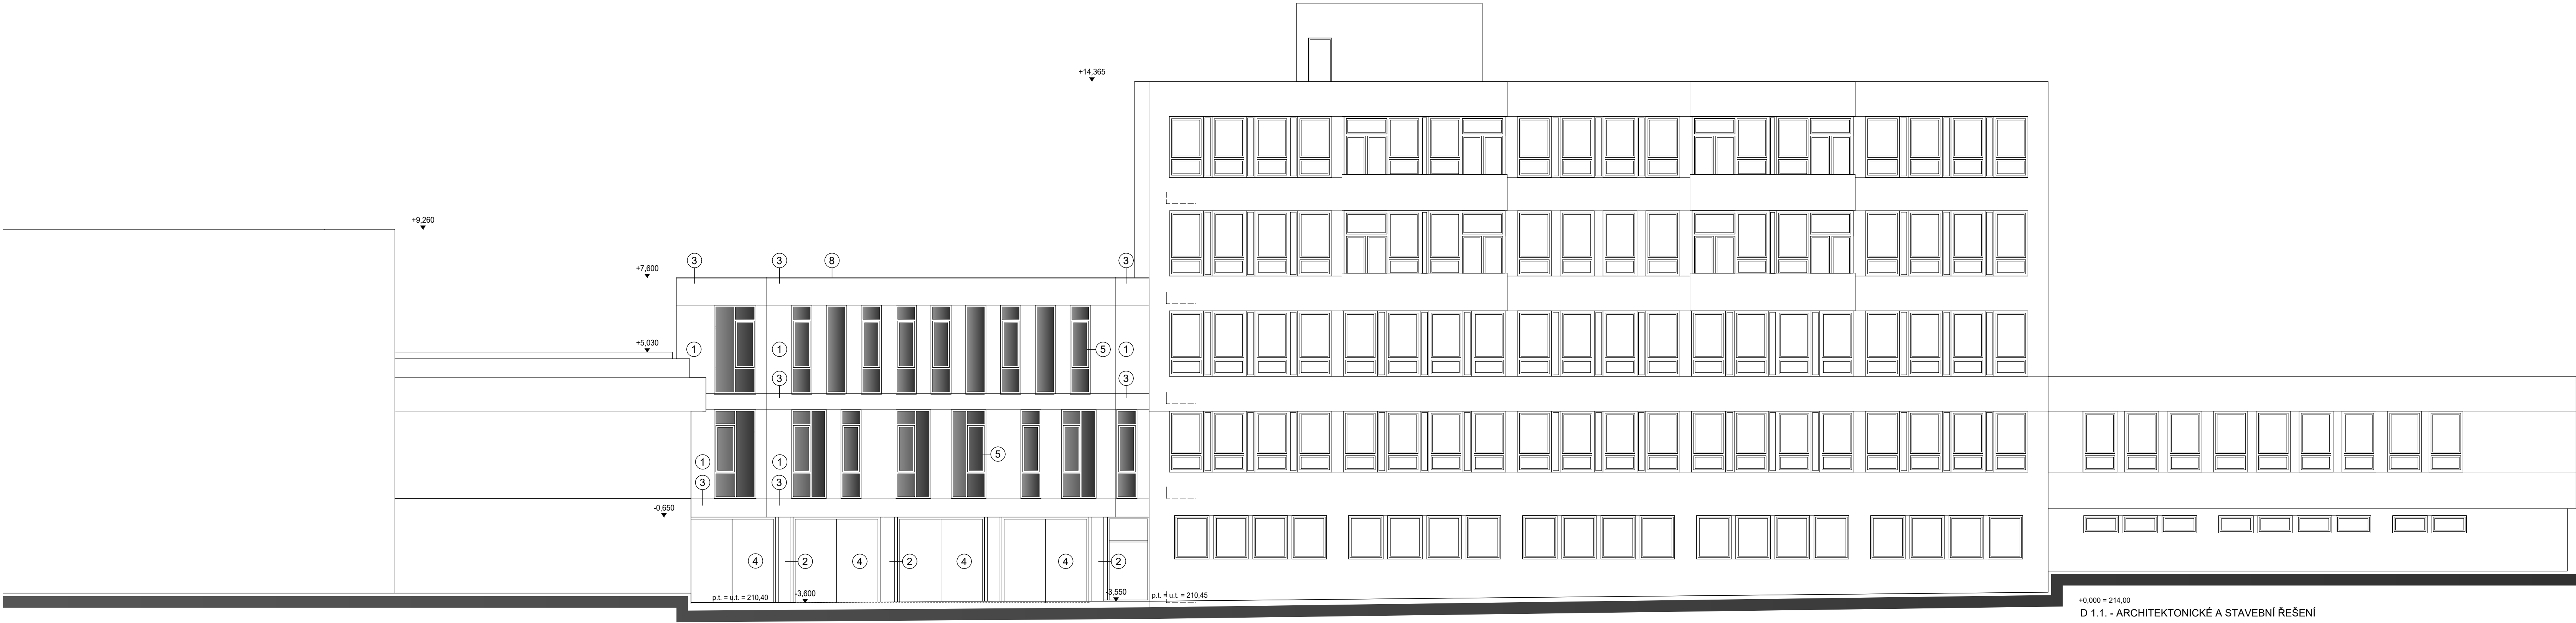 +14,365
+9,260
3 3 8 3
+7,600
+5,030
1 1 5 1
3 3
5
1 1
3 3
-0,650
4 2 4 2 4 4 2
p.t. = u.t. = 210,40 -3,600 -3,550 p.t. = u.t. = 210,45
+0,000 = 214,00
D 1.1. - ARCHITEKTONICKÉ A STAVEBNÍ ŘEŠENÍ